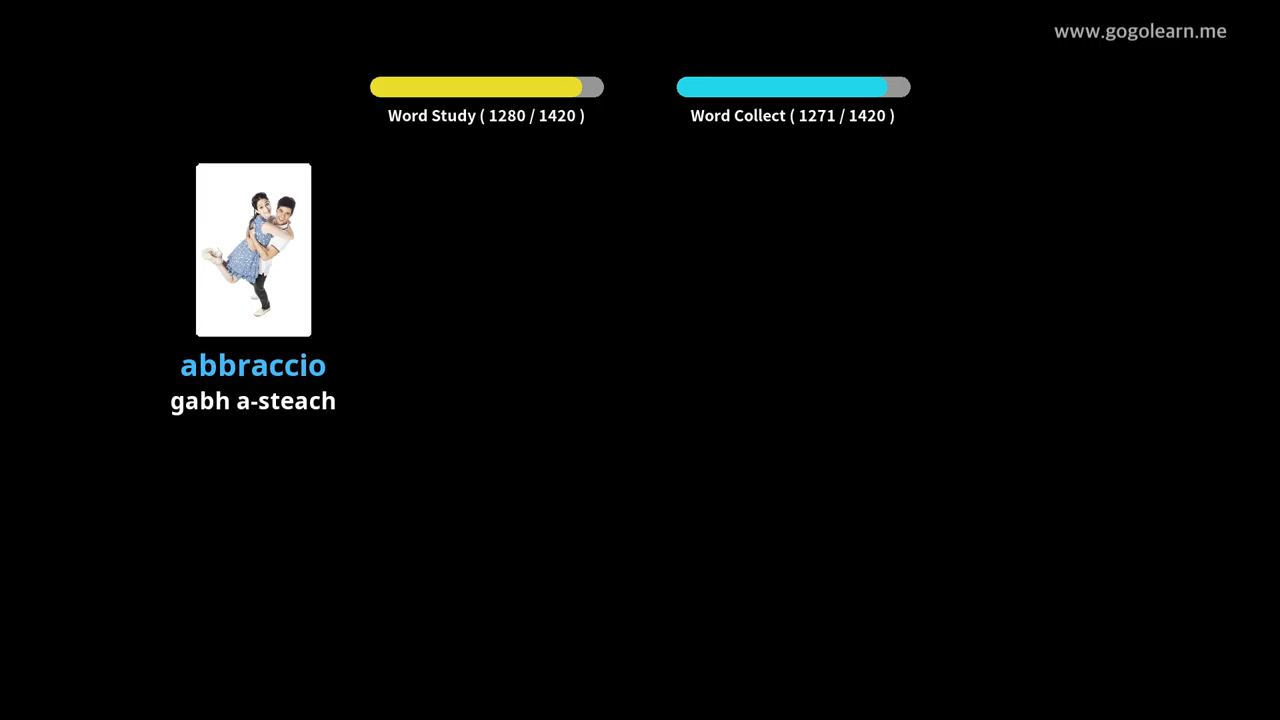 www.gogolearn.me
Word Study ( 1280 / 1420 )
Word Collect ( 1271 / 1420 )
abbraccio
gabh a-steach